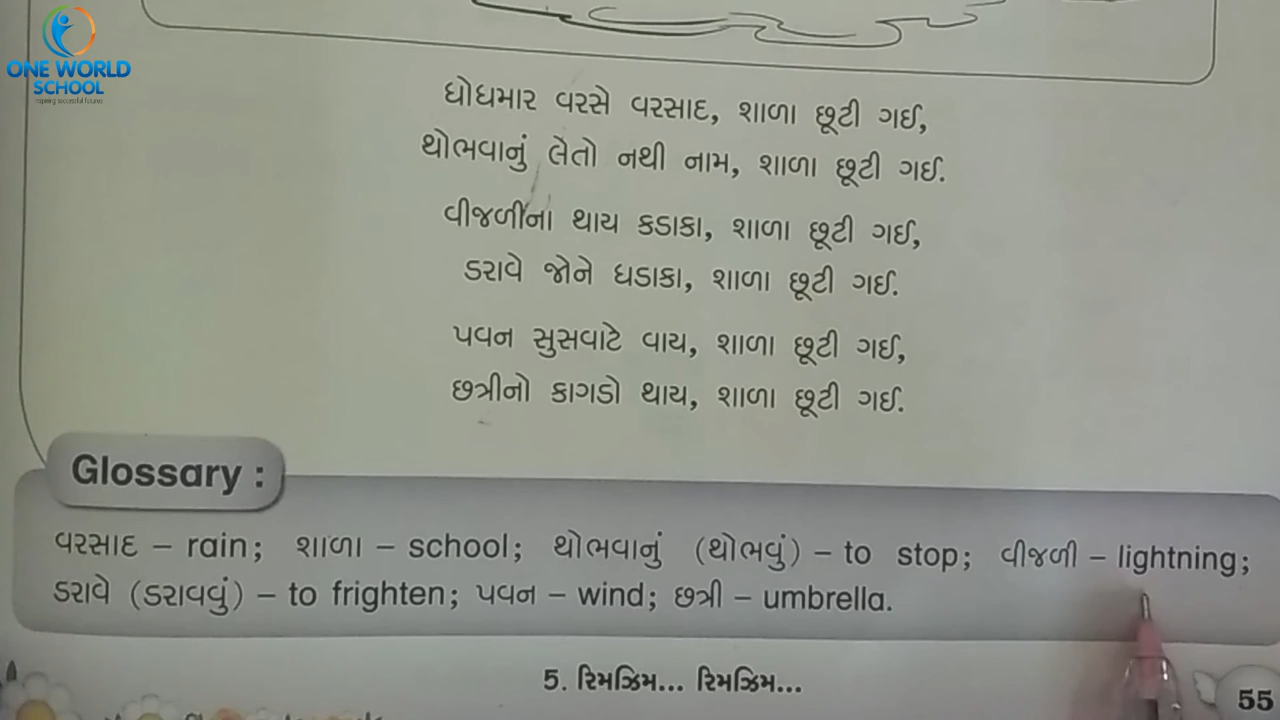 ONE WORLD
SCHOOL
ધોધમાર વરસે વરસાદ, શાળા છૂટી ગઈ,
થોભવાનું લેતો નથી નામ, શાળા છૂટી ગઈ.
વીજળીના થાય કડાકા, શાળા છૂટી ગઈ,
ડરાવે જોને ધડાકા, શાળા છૂટી ગઈ.
પવન સુસવાટે વાય, શાળા છૂટી ગઈ,
છત્રીનો કાગડો થાય, શાળા છૂટી ગઈ.
Glossary :
વરસાદ – rain; શાળા – school; થોભવાનું (થોભવું) – to stop; વીજળી – lightning;
ડરાવે (ડરાવવું) – to frighten; પવન – wind; છત્રી – umbrella.
5. રિમઝિમ... રિમઝિમ...
55